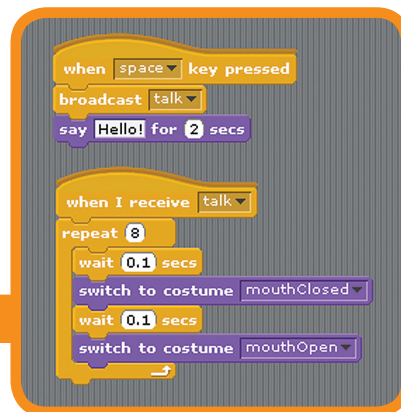 when space key pressed
broadcast talk
say Hello! for 2 secs
when I receive talk
repeat 8
wait 0.1 secs
switch to costume mouthClosed
wait 0.1 secs
switch to costume mouthOpen